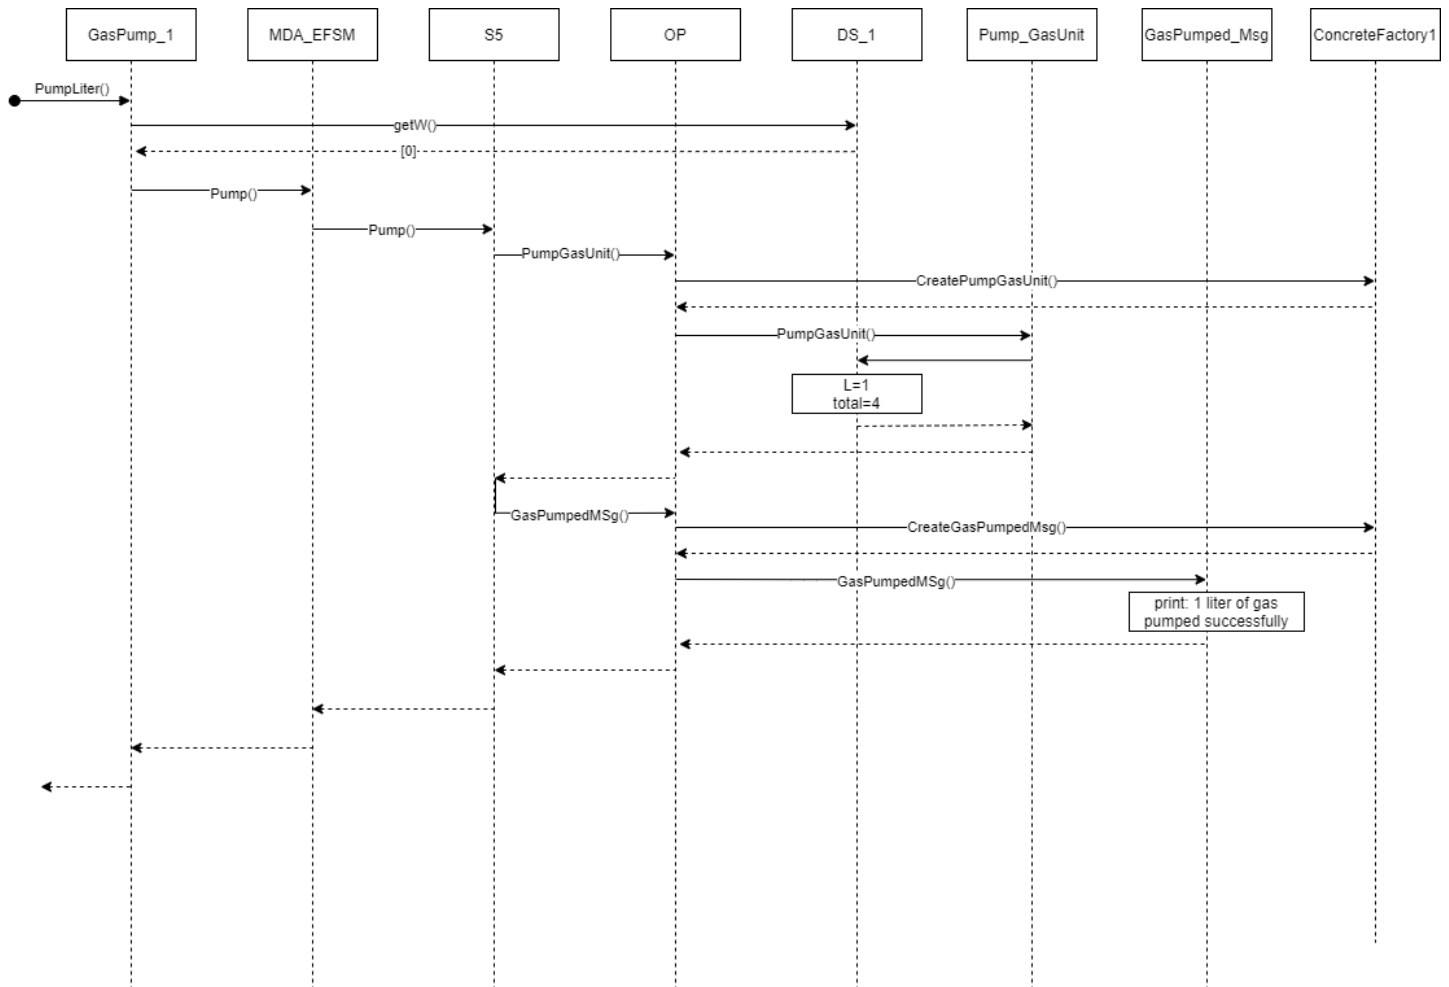 GasPump_1
MDA_EFSM
S5
OP
DS_1
Pump_GasUnit
GasPumped_Msg
ConcreteFactory1
PumpLiter()
getW()
[0]
Pump()
Pump()
PumpGasUnit()
CreatePumpGasUnit()
PumpGasUnit()
L=1
total=4
GasPumpedMSg()
CreateGasPumpedMsg()
GasPumpedMSg()
print: 1 liter of gas
pumped successfully